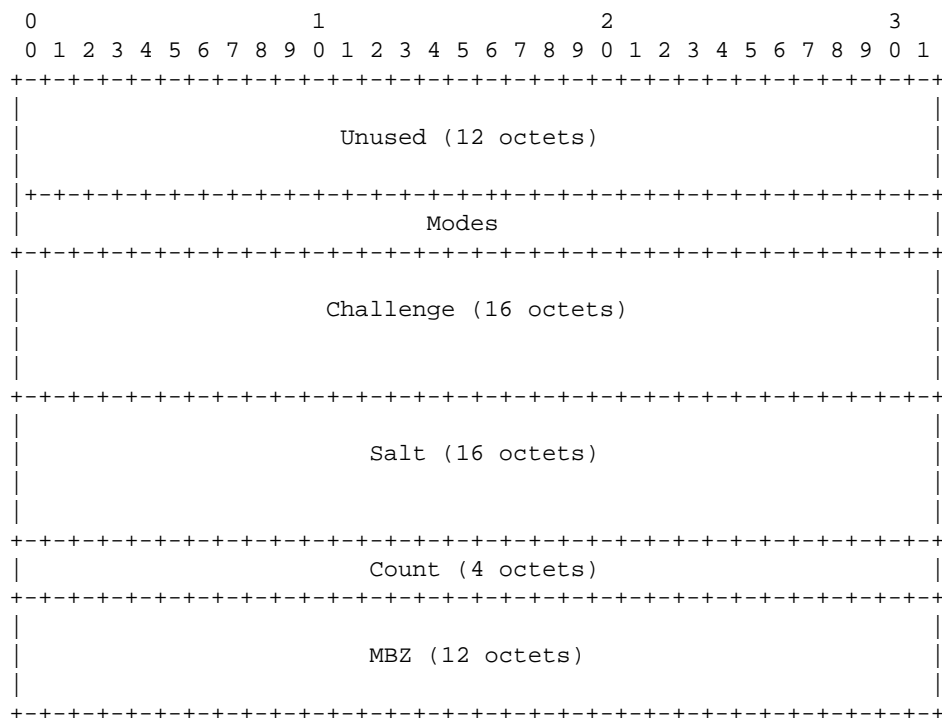 0                   1                   2                   3
0 1 2 3 4 5 6 7 8 9 0 1 2 3 4 5 6 7 8 9 0 1 2 3 4 5 6 7 8 9 0 1
+-+-+-+-+-+-+-+-+-+-+-+-+-+-+-+-+-+-+-+-+-+-+-+-+-+-+-+-+-+-+-+-+
| |
| Unused (12 octets) |
| |
|+-+-+-+-+-+-+-+-+-+-+-+-+-+-+-+-+-+-+-+-+-+-+-+-+-+-+-+-+-+-+-+-+
| Modes |
+-+-+-+-+-+-+-+-+-+-+-+-+-+-+-+-+-+-+-+-+-+-+-+-+-+-+-+-+-+-+-+-+
| |
| Challenge (16 octets) |
| |
| |
+-+-+-+-+-+-+-+-+-+-+-+-+-+-+-+-+-+-+-+-+-+-+-+-+-+-+-+-+-+-+-+-+
| |
| Salt (16 octets) |
| |
| |
+-+-+-+-+-+-+-+-+-+-+-+-+-+-+-+-+-+-+-+-+-+-+-+-+-+-+-+-+-+-+-+-+
| Count (4 octets) |
+-+-+-+-+-+-+-+-+-+-+-+-+-+-+-+-+-+-+-+-+-+-+-+-+-+-+-+-+-+-+-+-+
| |
| MBZ (12 octets) |
| |
+-+-+-+-+-+-+-+-+-+-+-+-+-+-+-+-+-+-+-+-+-+-+-+-+-+-+-+-+-+-+-+-+